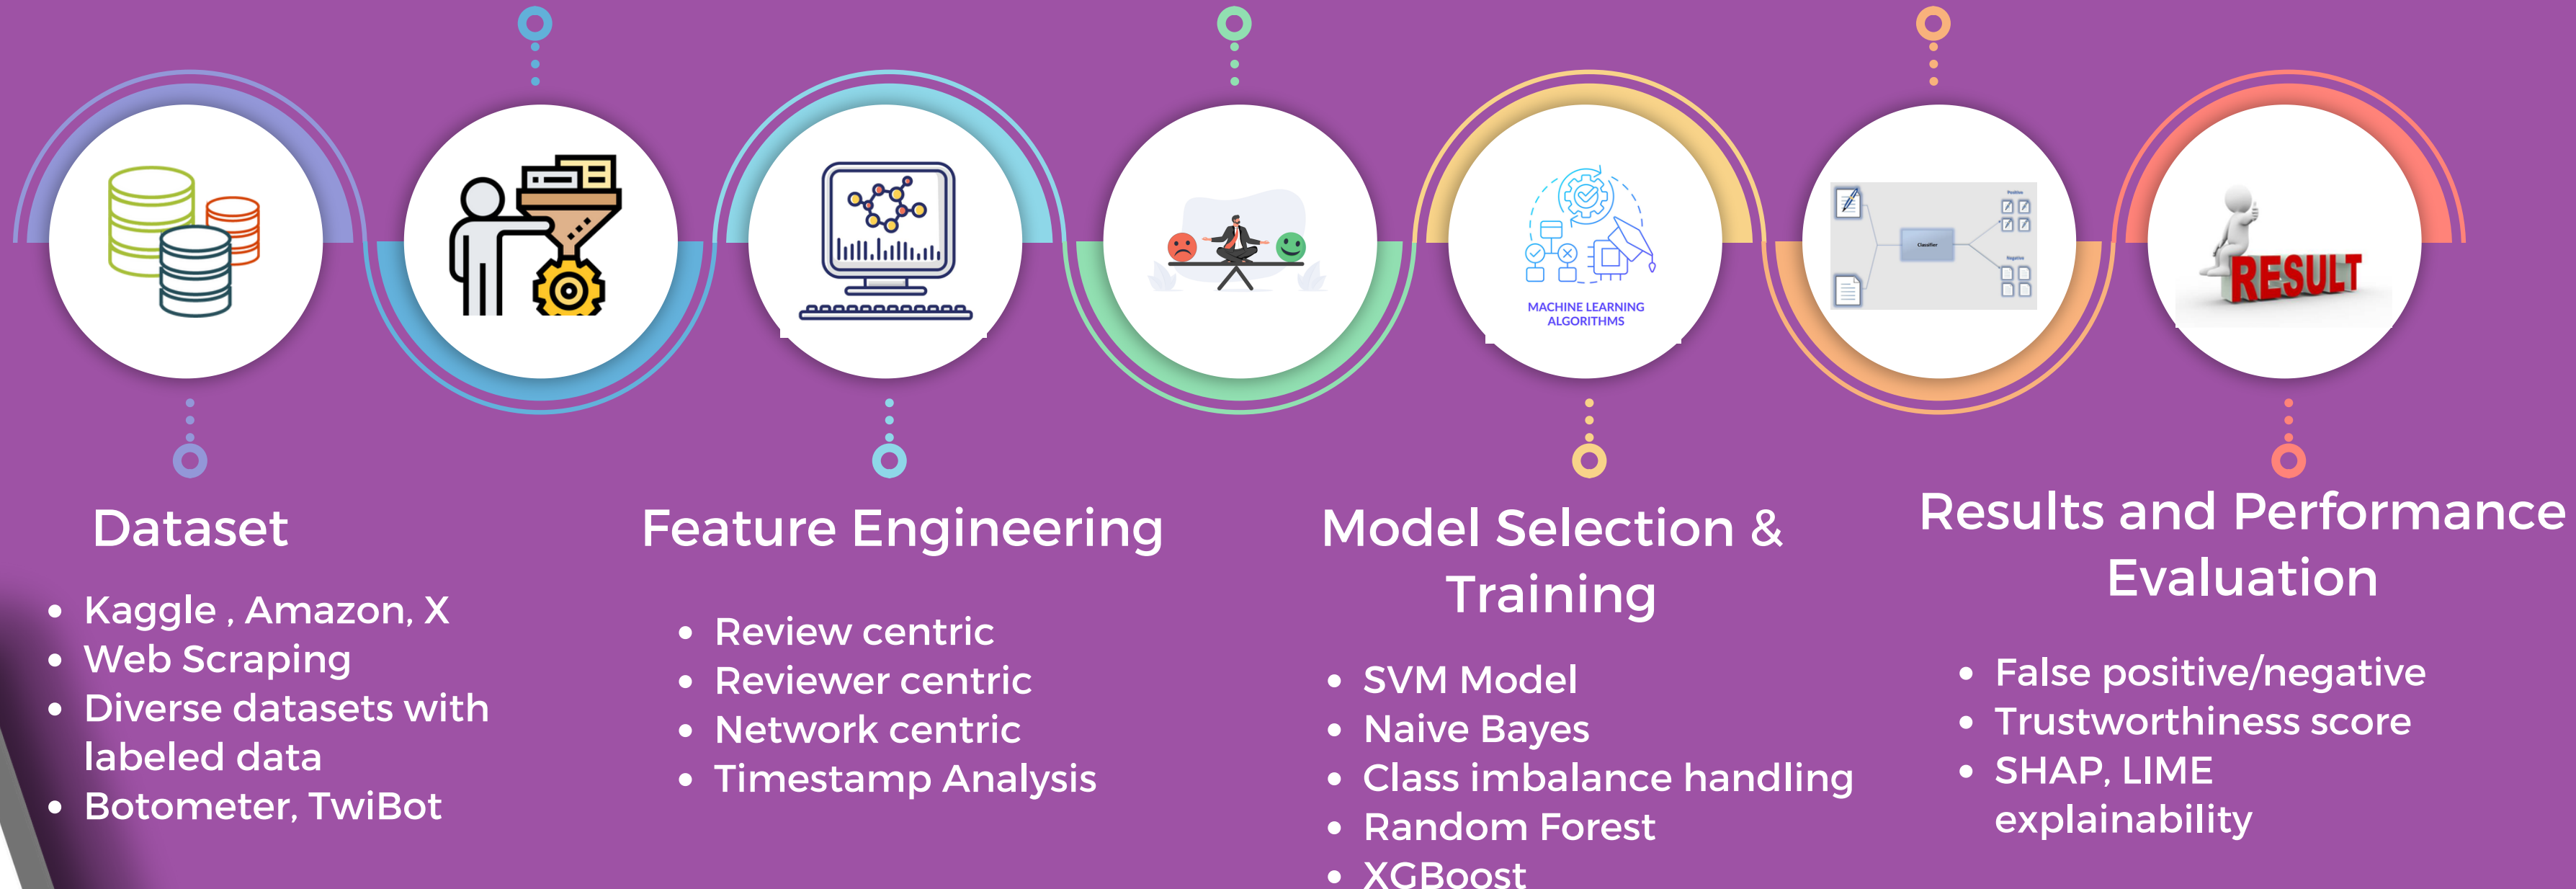 MACHINE LEARNING
ALGORITHMS
Classifier
Positive
Negative
RESULT
Dataset
Kaggle , Amazon, X
Web Scraping
Diverse datasets with
labeled data
Botometer, TwiBot
Feature Engineering
Review centric
Reviewer centric
Network centric
Timestamp Analysis
Model Selection &
Training
SVM Model
Naive Bayes
Class imbalance handling
Random Forest
XGBoost
Results and Performance
Evaluation
False positive/negative
Trustworthiness score
SHAP, LIME
explainability